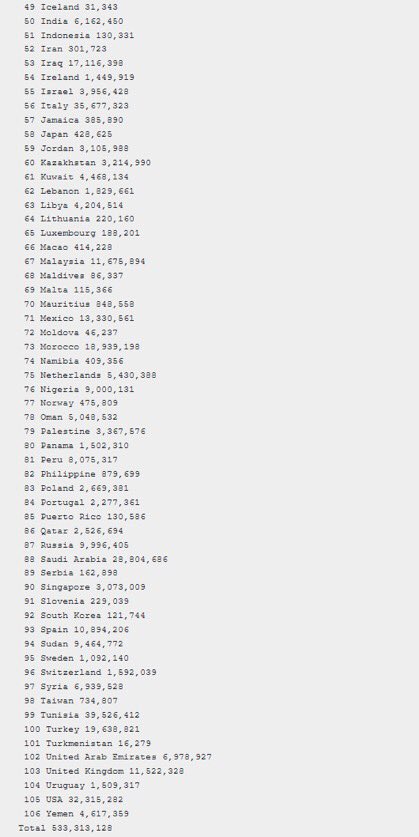 49 Iceland 31,343
50 India 6,162,450
51 Indonesia 130,331
52 Iran 301,723
53 Iraq 17,116,398
54 Ireland 1,449,919
55 Israel 3,956,428
56 Italy 35,677,323
57 Jamaica 385,890
58 Japan 428,625
59 Jordan 3,105,988
60 Kazakhstan 3,214,990
61 Kuwait 4,468,134
62 Lebanon 1,829,661
63 Libya 4,204,514
64 Lithuania 220,160
65 Luxembourg 188,201
66 Macao 414,228
67 Malaysia 11,675,894
68 Maldives 86,337
69 Malta 115,366
70 Mauritius 848,558
71 Mexico 13,330,561
72 Moldova 46,237
73 Morocco 18,939,198
74 Namibia 409,356
75 Netherlands 5,430,388
76 Nigeria 9,000,131
77 Norway 475,809
78 Oman 5,048,532
79 Palestine 3,367,576
80 Panama 1,502,310
81 Peru 8,075,317
82 Philippine 879,699
83 Poland 2,669,381
84 Portugal 2,277,361
85 Puerto Rico 130,586
86 Qatar 2,526,694
87 Russia 9,996,405
88 Saudi Arabia 28,804,686
89 Serbia 162,898
90 Singapore 3,073,009
91 Slovenia 229,039
92 South Korea 121,744
93 Spain 10,894,206
94 Sudan 9,464,772
95 Sweden 1,092,140
96 Switzerland 1,592,039
97 Syria 6,939,528
98 Taiwan 734,807
99 Tunisia 39,526,412
100 Turkey 19,638,821
101 Turkmenistan 16,279
102 United Arab Emirates 6,978,927
103 United Kingdom 11,522,328
104 Uruguay 1,509,317
105 USA 32,315,282
106 Yemen 4,617,359
Total 533,313,128